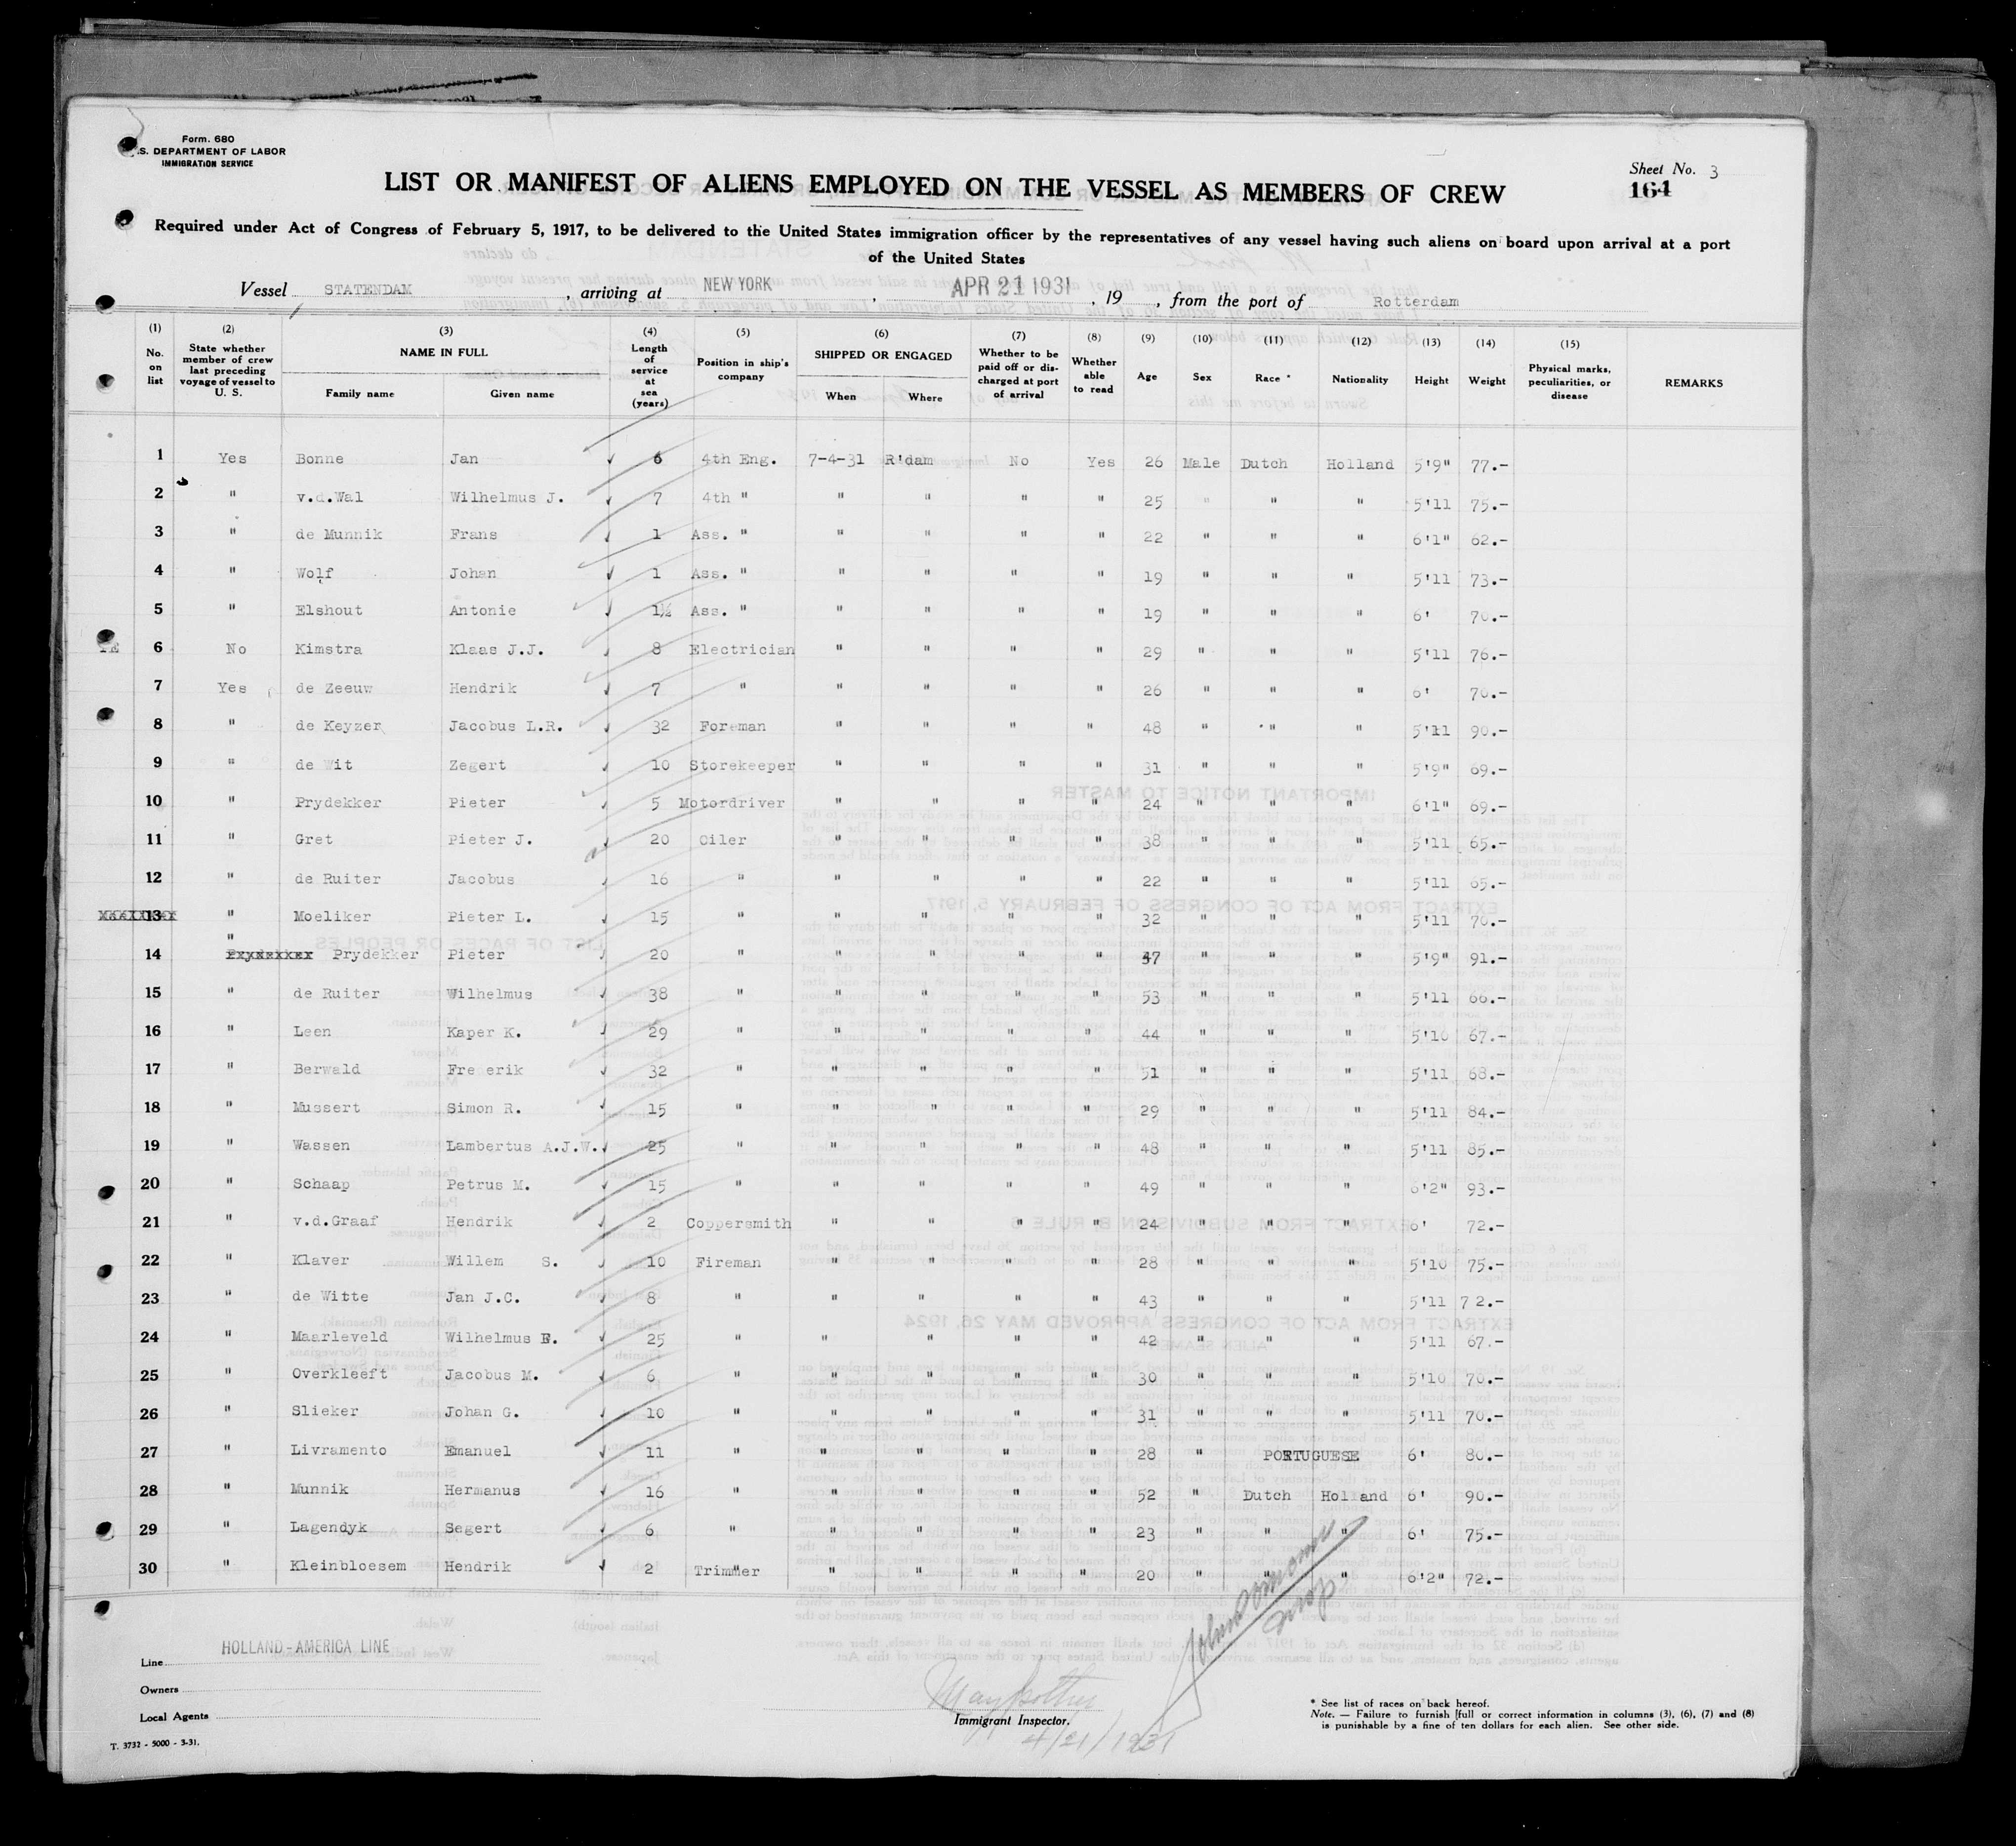 Form. 680
S. DEPARTMENT OF LABOR
IMMIGRATION SERVICE
Sheet No. 3
164
LIST OR MANIFEST OF ALIENS EMPLOYED ON THE VESSEL AS MEMBERS OF CREW
Required under Act of Congress of February 5, 1917, to be delivered to the United States immigration officer by the representatives of any vessel having such aliens on board upon arrival at a port
of the United States
Vessel STATENDAM, arriving at NEW YORK, APR 21 1931, 19 , from the port of Rotterdam
(1) No. on list (2) State whether member of crew last preceding voyage of vessel to U. S. (3) NAME IN FULL Family name Given name (4) Length of service at sea (years) (5) Position in ship's company (6) SHIPPED OR ENGAGED When Where (7) Whether to be paid off or discharged at port of arrival (8) Whether able to read (9) Age (10) Sex (11) Race * (12) Nationality (13) Height (14) Weight (15) Physical marks, peculiarities, or disease REMARKS
1 Yes Bonne Jan 6 4th Eng. 7-4-31 R'dam No Yes 26 Male Dutch Holland 5'9" 77.-
2 " v.d.Wal Wilhelmus J. 7 4th " " " " " 25 " " " 5'11 75.-
3 " de Munnik Frans 1 Ass. " " " " " 22 " " " 6'1" 62.-
4 " Wolf Johan 1 Ass. " " " " " 19 " " " 5'11 73.-
5 " Elshout Antonie 1½ Ass. " " " " " 19 " " " 6' 70.-
6 No Kimstra Klaas J.J. 8 Electrician " " " " 29 " " " 5'11 76.-
7 Yes de Zeeuw Hendrik 7 " " " " " 26 " " " 6' 70.-
8 " de Keyzer Jacobus L.R. 32 Foreman " " " " 48 " " " 5'11 90.-
9 " de Wit Zegert 10 Storekeeper " " " " 31 " " " 5'9" 69.-
10 " Prydekker Pieter 5 Motordriver " " " " 24 " " " 6'1" 69.-
11 " Gret Pieter J. 20 Oiler " " " " 38 " " " 5'11 65.-
12 " de Ruiter Jacobus 16 " " " " " 22 " " " 5'11 65.-
13 " Moeliker Pieter L. 15 " " " " " 32 " " " 5'11 70.-
14 " Prydekker Pieter 20 " " " " " 47 " " " 5'9" 91.-
15 " de Ruiter Wilhelmus 38 " " " " " 53 " " " 5'11 66.-
16 " Leen Kaper K. 29 " " " " " 44 " " " 5'10 67.-
17 " Berwald Fre erik 32 " " " " " 51 " " " 5'11 68.-
18 " Mussert Simon R. 15 " " " " " 29 " " " 5'11 84.-
19 " Wassen Lambertus A.J.W. 25 " " " " " 48 " " " 5'11 85.-
20 " Schaap Petrus M. 15 " " " " " 49 " " " 6'2" 93.-
21 " v.d.Graaf Hendrik 2 Coppersmith " " " " 24 " " " 6' 72.-
22 " Klaver Willem S. 10 Fireman " " " " 28 " " " 5'10 75.-
23 " de Witte Jan J.C. 8 " " " " " 43 " " " 5'11 72.-
24 " Maarleveld Wilhelmus E. 25 " " " " " 42 " " " 5'11 67.-
25 " Overkleeft Jacobus M. 6 " " " " " 30 " " " 5'10 70.-
26 " Slieker Johan G. 10 " " " " " 31 " " " 5'11 70.-
27 " Livramento Emanuel 11 " " " " " 28 " PORTUGUESE 6' 80.-
28 " Munnik Hermanus 16 " " " " " 52 " Dutch Holland 6' 90.-
29 " Lagendyk Segert 6 " " " " " 23 " " " 6' 75.-
30 " Kleinbloesem Hendrik 2 Trimmer " " " " 20 " " " 6'2" 72.-
Line HOLLAND-AMERICA LINE
Owners
Local Agents
T. 3732 - 5000 - 3-31.
Immigrant Inspector.
4/21/1931
* See list of races on back hereof.
Note. — Failure to furnish full or correct information in columns (3), (6), (7) and (8)
is punishable by a fine of ten dollars for each alien. See other side.